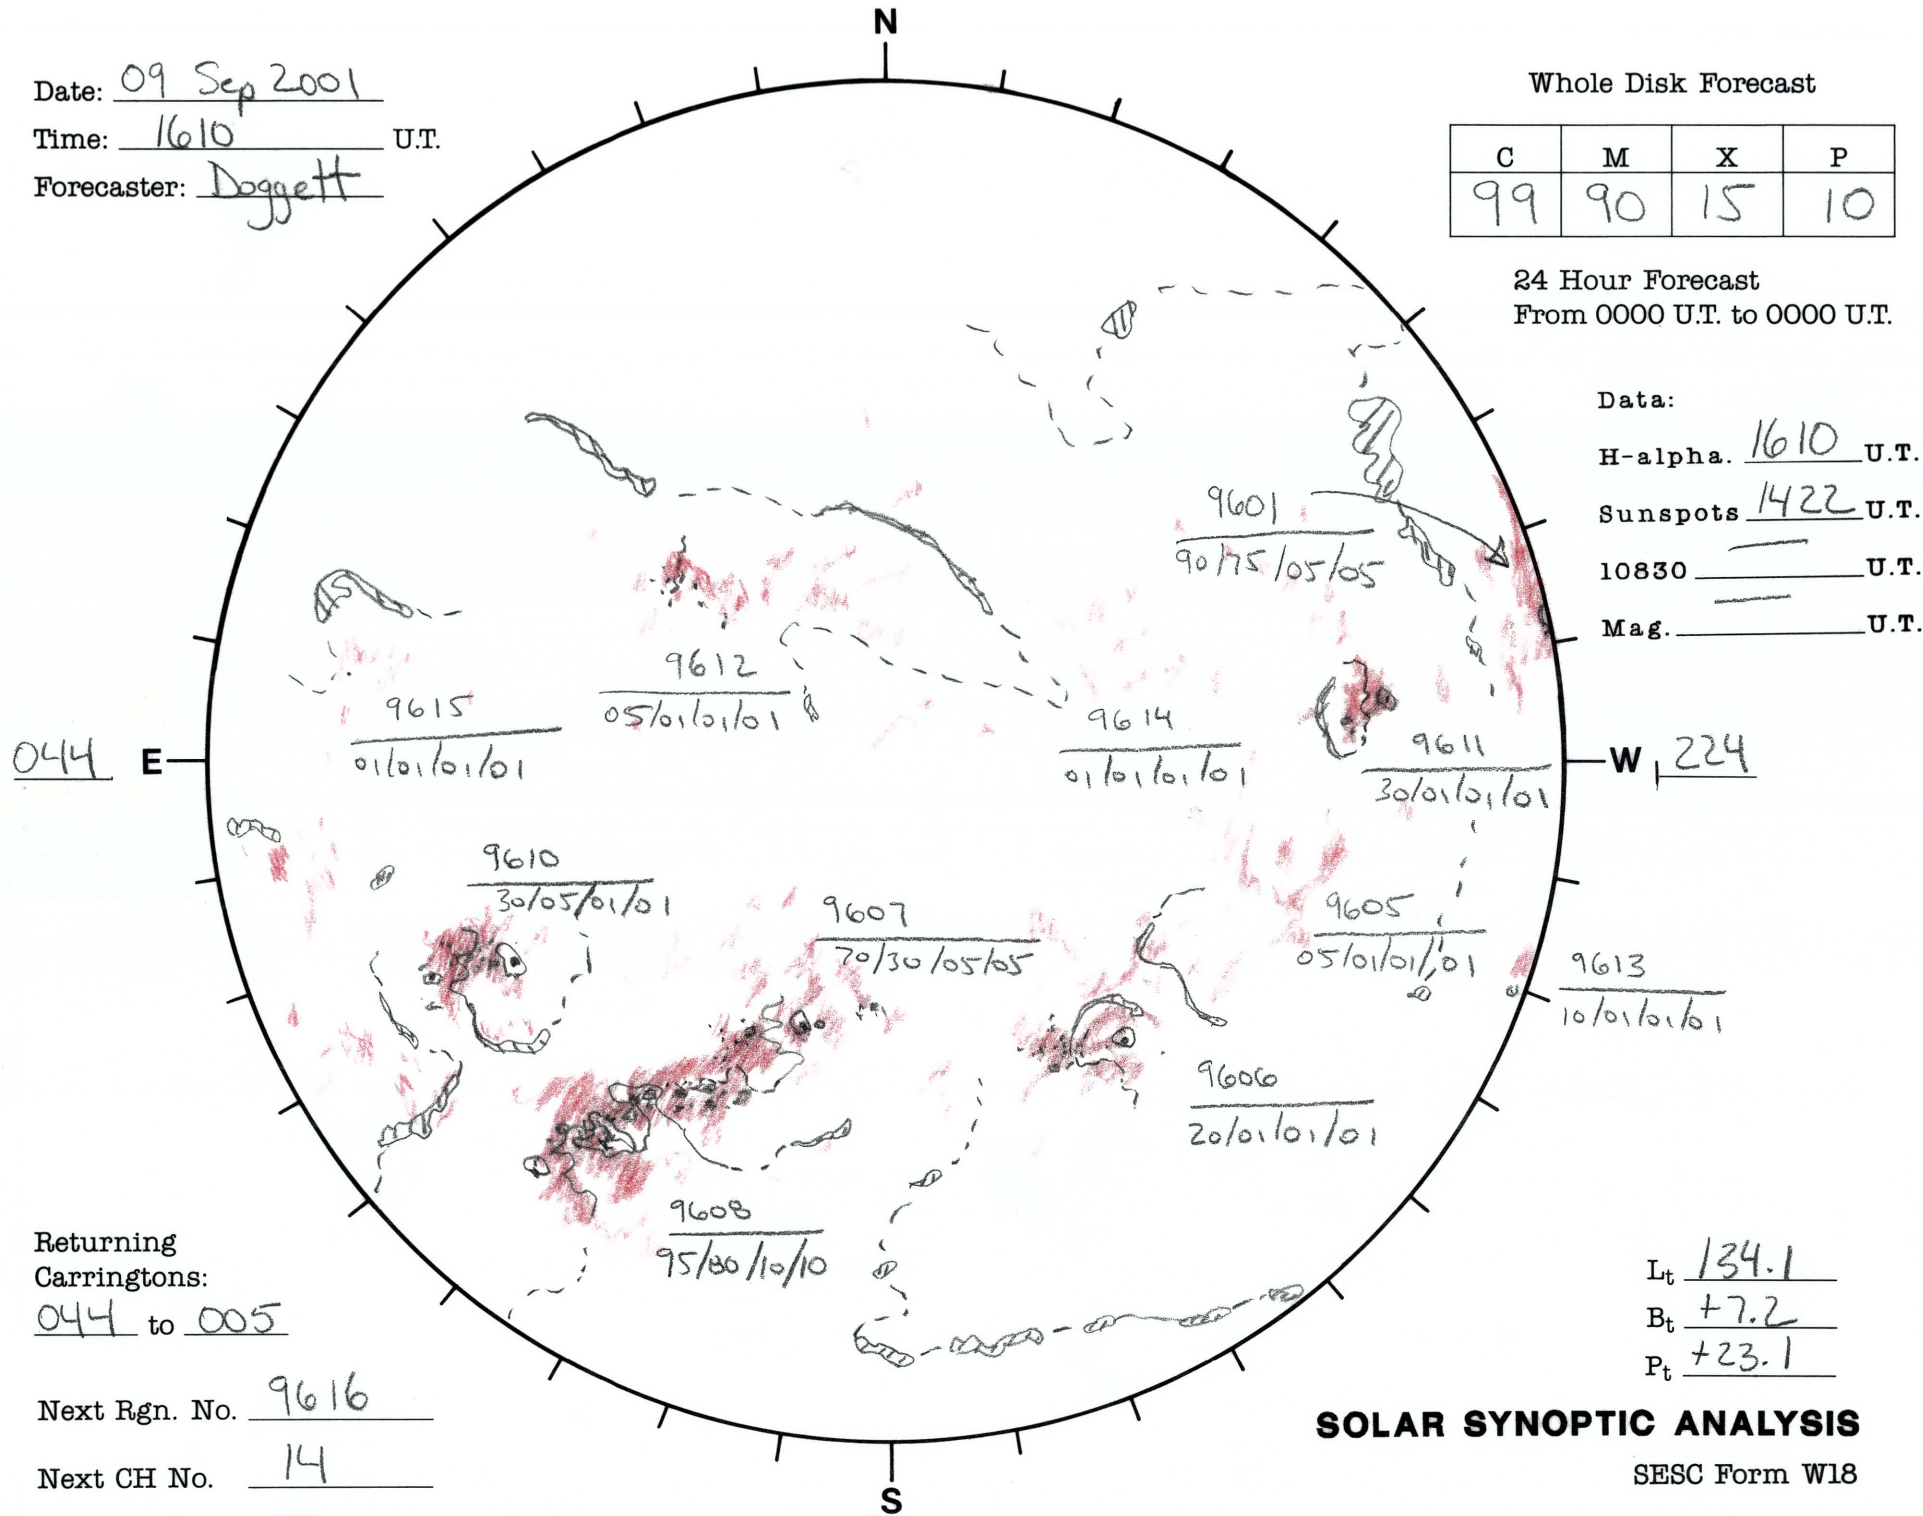 N
Date: 09 Sep 2001
Time: 1610 U.T.
Forecaster: Doggett
Whole Disk Forecast
C M X P
99 90 15 10
24 Hour Forecast
From 0000 U.T. to 0000 U.T.
Data:
H-alpha. 1610 U.T.
Sunspots 1422 U.T.
10830 — U.T.
Mag. — U.T.
9601
90/75/05/05
9612
05/01/01/01
9615
01/01/01/01
9614
01/01/01/01
9611
30/01/01/01
044 E
W 224
9610
30/05/01/01
9607
70/30/05/05
9605
05/01/01/01
9613
10/01/01/01
9606
20/01/01/01
9608
95/80/10/10
Returning
Carringtons:
044 to 005
Next Rgn. No. 9616
Next CH No. 14
Lt 134.1
Bt +7.2
Pt +23.1
SOLAR SYNOPTIC ANALYSIS
SESC Form W18
S